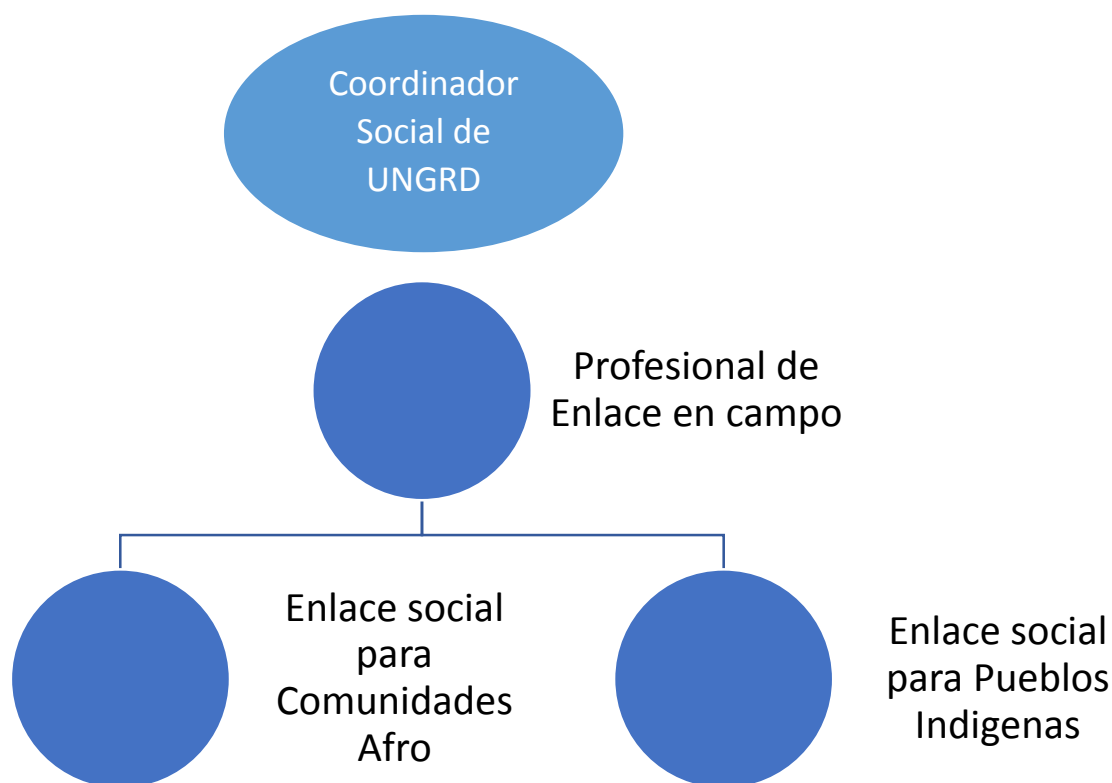 Coordinador
Social de
UNGRD
Profesional de
Enlace en campo
Enlace social
para
Comunidades
Afro
Enlace social
para Pueblos
Indigenas